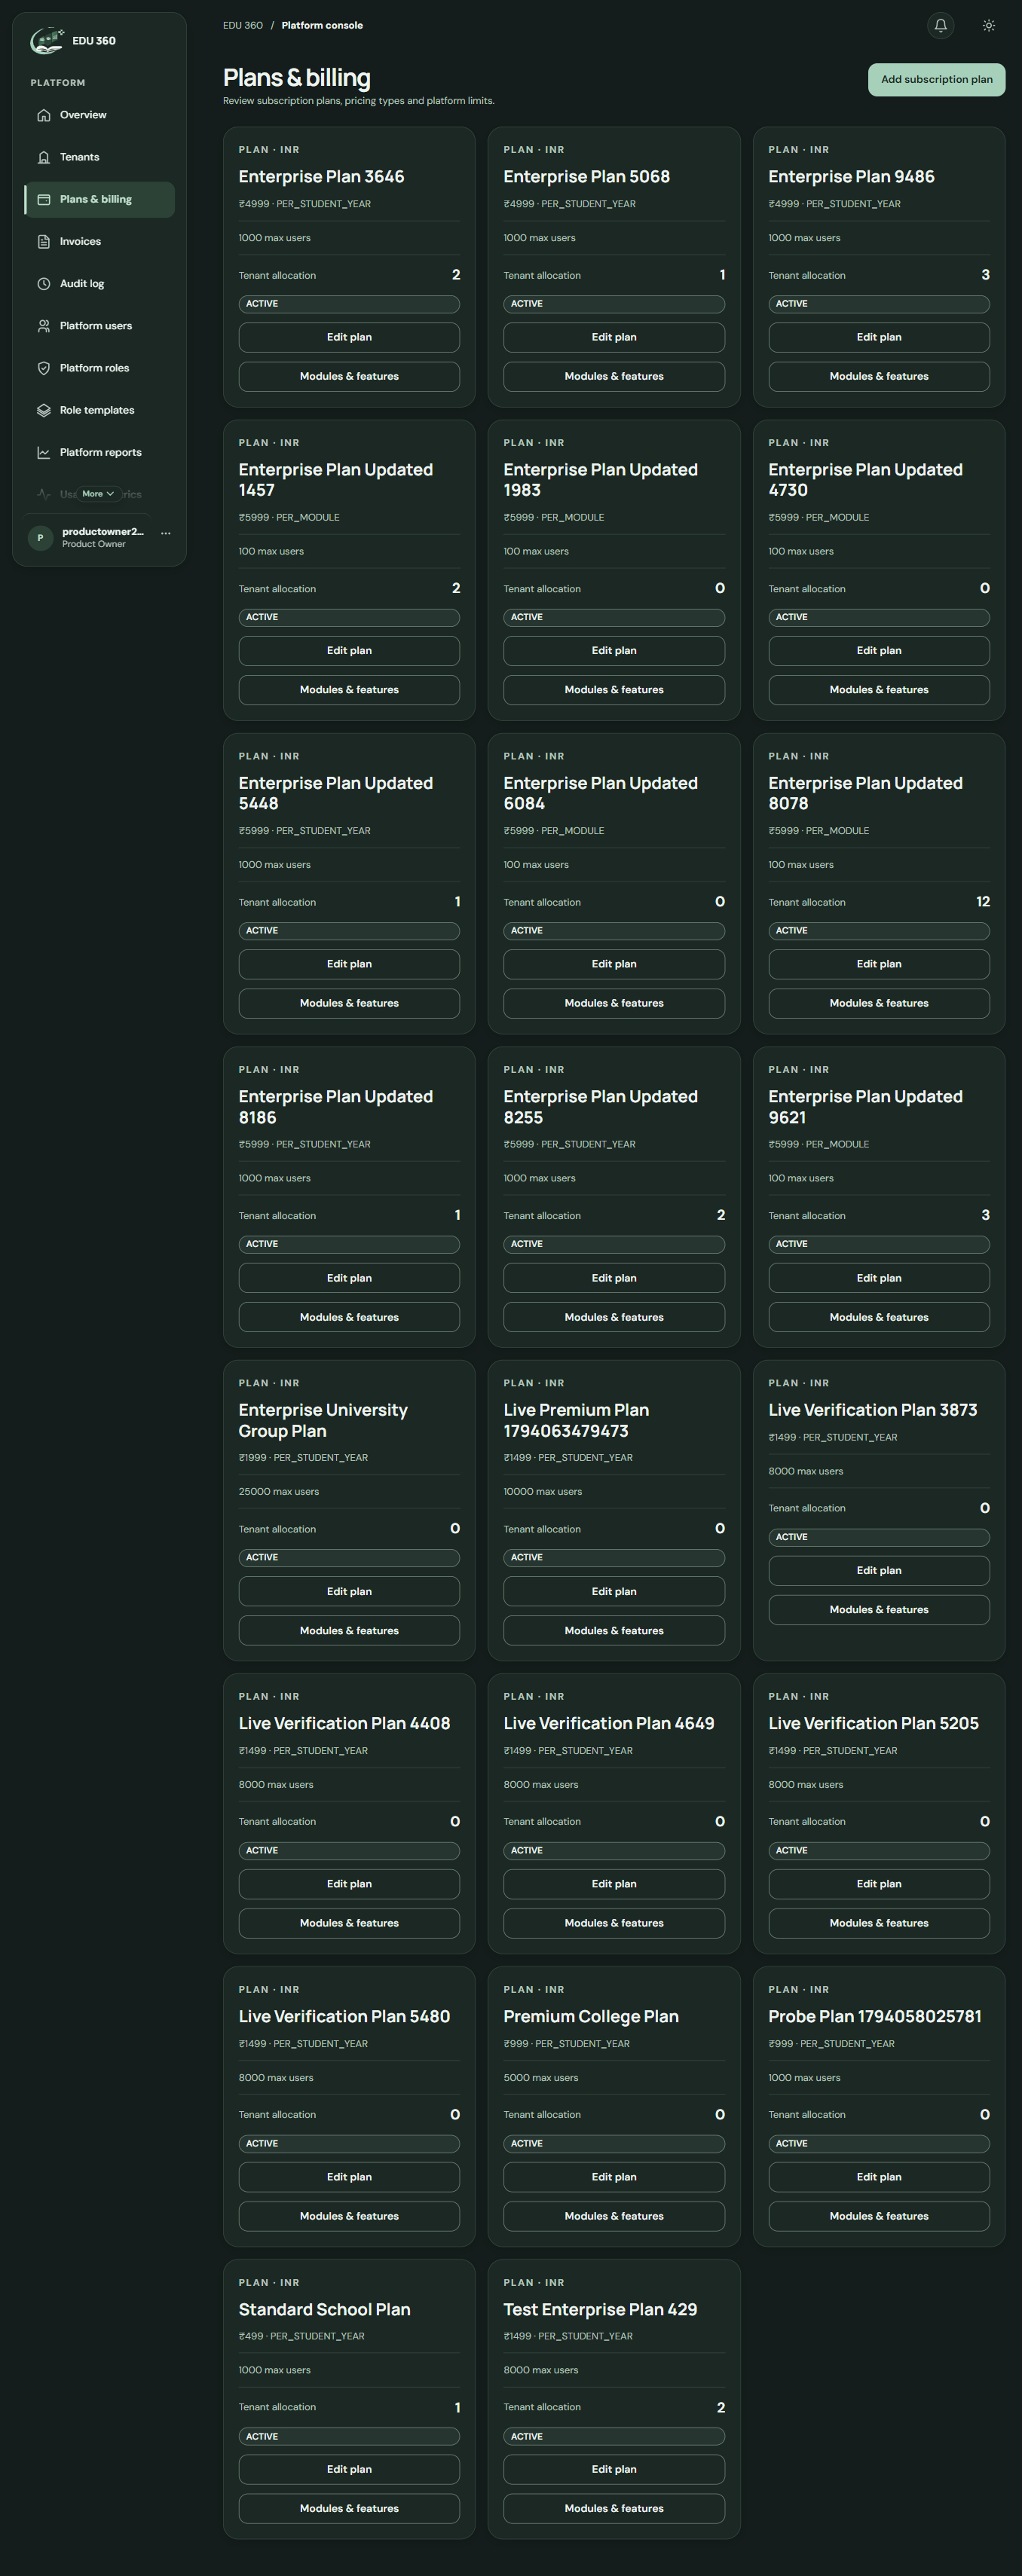 EDU 360
PLATFORM
Overview
Tenants
Plans & billing
Invoices
Audit log
Platform users
Platform roles
Role templates
Platform reports
More
P
productowner2...
Product Owner
EDU 360 / Platform console
Plans & billing
Review subscription plans, pricing types and platform limits.
Add subscription plan
PLAN · INR
Enterprise Plan 3646
₹4999 · PER_STUDENT_YEAR
1000 max users
Tenant allocation 2
ACTIVE
Edit plan
Modules & features
PLAN · INR
Enterprise Plan 5068
₹4999 · PER_STUDENT_YEAR
1000 max users
Tenant allocation 1
ACTIVE
Edit plan
Modules & features
PLAN · INR
Enterprise Plan 9486
₹4999 · PER_STUDENT_YEAR
1000 max users
Tenant allocation 3
ACTIVE
Edit plan
Modules & features
PLAN · INR
Enterprise Plan Updated
1457
₹5999 · PER_MODULE
100 max users
Tenant allocation 2
ACTIVE
Edit plan
Modules & features
PLAN · INR
Enterprise Plan Updated
1983
₹5999 · PER_MODULE
100 max users
Tenant allocation 0
ACTIVE
Edit plan
Modules & features
PLAN · INR
Enterprise Plan Updated
4730
₹5999 · PER_MODULE
100 max users
Tenant allocation 0
ACTIVE
Edit plan
Modules & features
PLAN · INR
Enterprise Plan Updated
5448
₹5999 · PER_STUDENT_YEAR
1000 max users
Tenant allocation 1
ACTIVE
Edit plan
Modules & features
PLAN · INR
Enterprise Plan Updated
6084
₹5999 · PER_MODULE
100 max users
Tenant allocation 0
ACTIVE
Edit plan
Modules & features
PLAN · INR
Enterprise Plan Updated
8078
₹5999 · PER_MODULE
100 max users
Tenant allocation 12
ACTIVE
Edit plan
Modules & features
PLAN · INR
Enterprise Plan Updated
8186
₹5999 · PER_STUDENT_YEAR
1000 max users
Tenant allocation 1
ACTIVE
Edit plan
Modules & features
PLAN · INR
Enterprise Plan Updated
8255
₹5999 · PER_STUDENT_YEAR
1000 max users
Tenant allocation 2
ACTIVE
Edit plan
Modules & features
PLAN · INR
Enterprise Plan Updated
9621
₹5999 · PER_MODULE
100 max users
Tenant allocation 3
ACTIVE
Edit plan
Modules & features
PLAN · INR
Enterprise University
Group Plan
₹1999 · PER_STUDENT_YEAR
25000 max users
Tenant allocation 0
ACTIVE
Edit plan
Modules & features
PLAN · INR
Live Premium Plan
1794063479473
₹1499 · PER_STUDENT_YEAR
10000 max users
Tenant allocation 0
ACTIVE
Edit plan
Modules & features
PLAN · INR
Live Verification Plan 3873
₹1499 · PER_STUDENT_YEAR
8000 max users
Tenant allocation 0
ACTIVE
Edit plan
Modules & features
PLAN · INR
Live Verification Plan 4408
₹1499 · PER_STUDENT_YEAR
8000 max users
Tenant allocation 0
ACTIVE
Edit plan
Modules & features
PLAN · INR
Live Verification Plan 4649
₹1499 · PER_STUDENT_YEAR
8000 max users
Tenant allocation 0
ACTIVE
Edit plan
Modules & features
PLAN · INR
Live Verification Plan 5205
₹1499 · PER_STUDENT_YEAR
8000 max users
Tenant allocation 0
ACTIVE
Edit plan
Modules & features
PLAN · INR
Live Verification Plan 5480
₹1499 · PER_STUDENT_YEAR
8000 max users
Tenant allocation 0
ACTIVE
Edit plan
Modules & features
PLAN · INR
Premium College Plan
₹999 · PER_STUDENT_YEAR
5000 max users
Tenant allocation 0
ACTIVE
Edit plan
Modules & features
PLAN · INR
Probe Plan 1794058025781
₹999 · PER_STUDENT_YEAR
1000 max users
Tenant allocation 0
ACTIVE
Edit plan
Modules & features
PLAN · INR
Standard School Plan
₹499 · PER_STUDENT_YEAR
1000 max users
Tenant allocation 1
ACTIVE
Edit plan
Modules & features
PLAN · INR
Test Enterprise Plan 429
₹1499 · PER_STUDENT_YEAR
8000 max users
Tenant allocation 2
ACTIVE
Edit plan
Modules & features